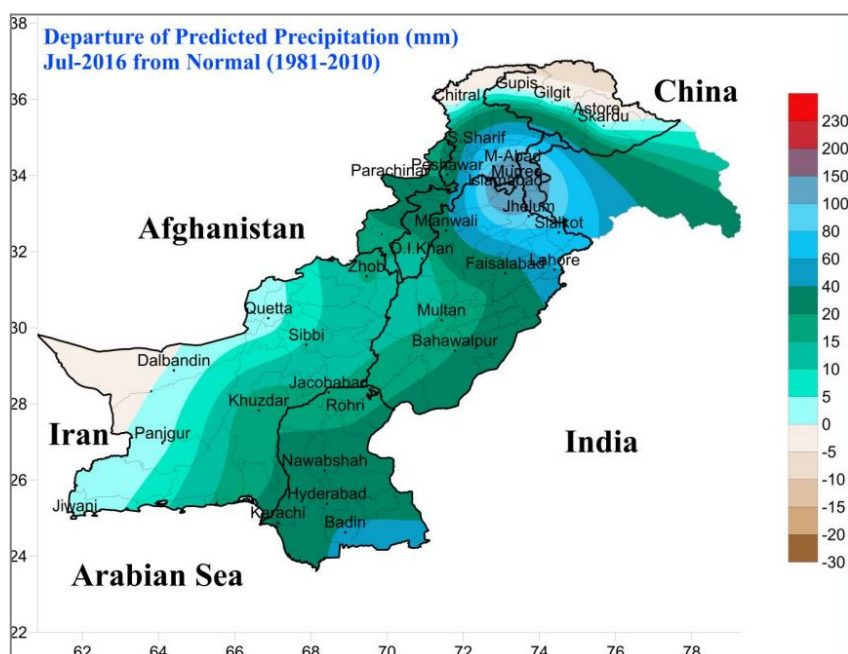 Departure of Predicted Precipitation (mm)
Jul-2016 from Normal (1981-2010)
38
36
34
32
30
28
26
24
22
62
64
66
68
70
72
74
76
78
China
Afghanistan
Iran
India
Arabian Sea
Gupis
Gilgit
Chitral
Astore
Skardu
S.Sharif
M-Abad
Peshawar
Murree
Parachinar
Islamabad
Jhelum
Mianwali
Sialkot
D.I.Khan
Lahore
Zhob
Faisalabad
Quetta
Multan
Sibbi
Bahawalpur
Dalbandin
Jacobabad
Khuzdar
Rohri
Panjgur
Nawabshah
Hyderabad
Jiwani
Karachi
Badin
230
200
150
100
80
60
40
20
15
10
5
0
-5
-10
-15
-20
-30